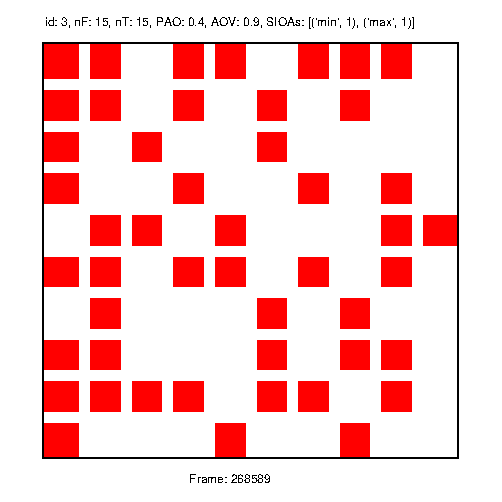 id: 3, nF: 15, nT: 15, PAO: 0.4, AOV: 0.9, SIOAs: [('min', 1), ('max', 1)]
Frame: 268589